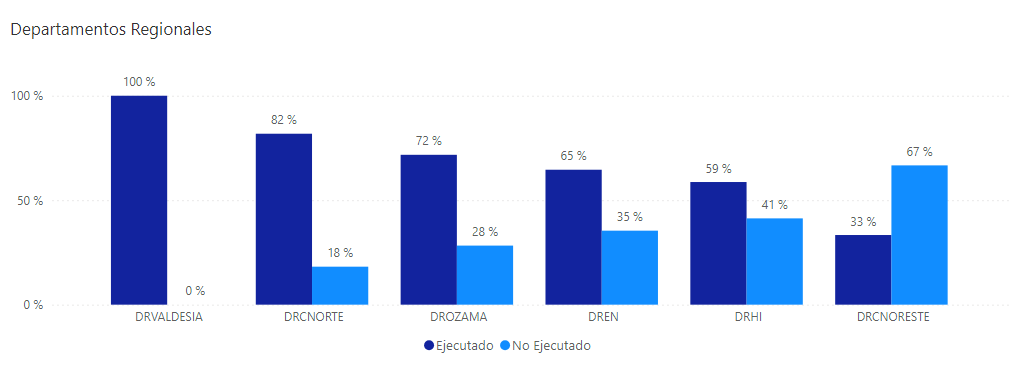 Departamentos Regionales
100 %
82 %
72 %
65 %
59 %
33 %
0 %
18 %
28 %
35 %
41 %
67 %
100 %
50 %
0 %
DRVALDESIA
DRCNORTE
DROZAMA
DREN
DRHI
DRCNORESTE
Ejecutado
No Ejecutado